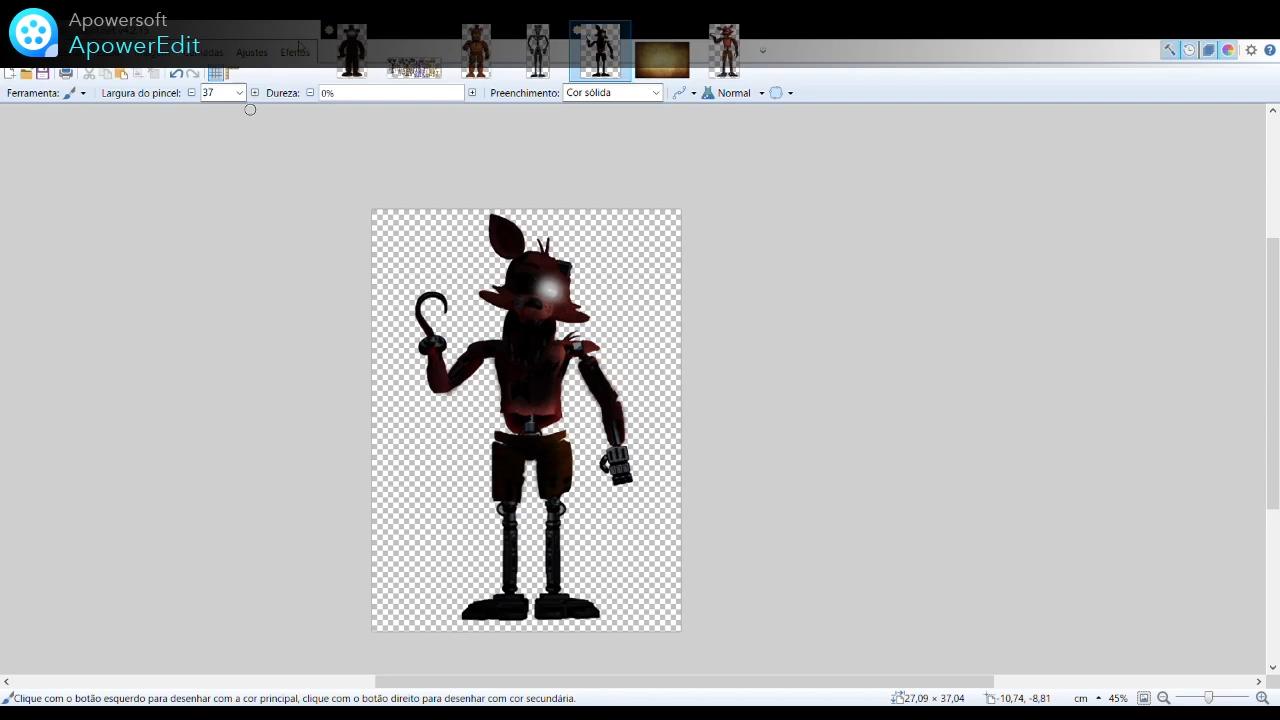 Apowersoft
ApowerEdit
Ajustes
Efeitos
Ferramenta:
Largura do pincel:
37
Dureza:
0%
Preenchimento:
Cor sólida
Normal
Clique com o botão esquerdo para desenhar com a cor principal, clique com o botão direito para desenhar com cor secundária.
27,09 × 37,04
-10,74, -8,81
cm
45%